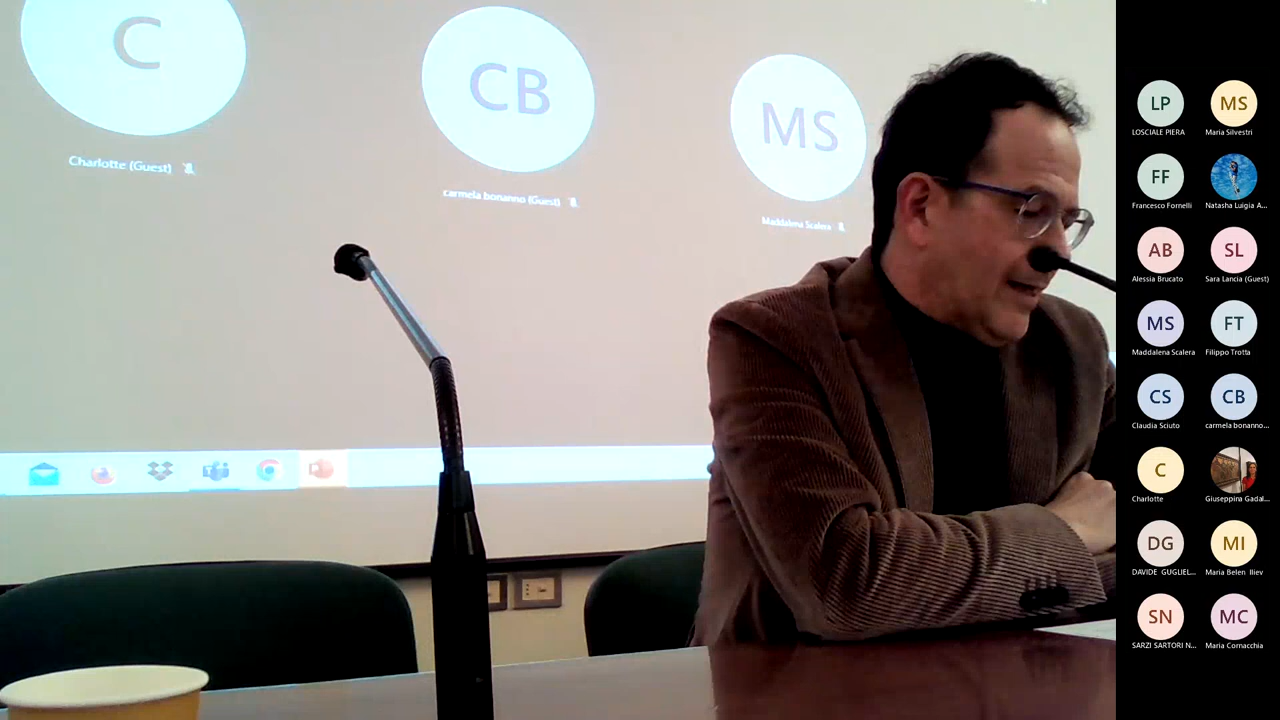 C
Charlotte (Guest)
CB
carmela bonanno (Guest)
MS
Maddalena Scalera
LP
LOSCIALE PIERA
MS
Maria Silvestri
FF
Francesco Fornelli
Natasha Luigia A...
AB
Alessia Brucato
SL
Sara Lancia (Guest)
MS
Maddalena Scalera
FT
Filippo Trotta
CS
Claudia Sciuto
CB
carmela bonanno...
C
Charlotte
Giuseppina Gadal...
DG
DAVIDE GUGLIEL...
MI
Maria Belen Iliev
SN
SARZI SARTORI N...
MC
Maria Cornacchia